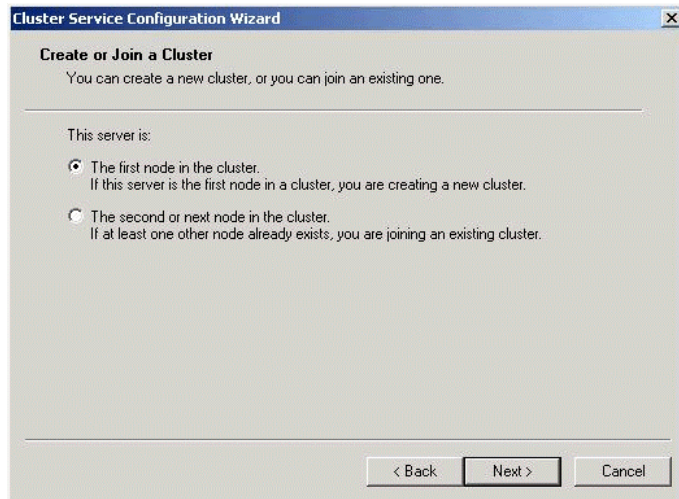 Cluster Service Configuration Wizard
Create or Join a Cluster
You can create a new cluster, or you can join an existing one.
This server is:
The first node in the cluster.
If this server is the first node in a cluster, you are creating a new cluster.
The second or next node in the cluster.
If at least one other node already exists, you are joining an existing cluster.
< Back
Next >
Cancel